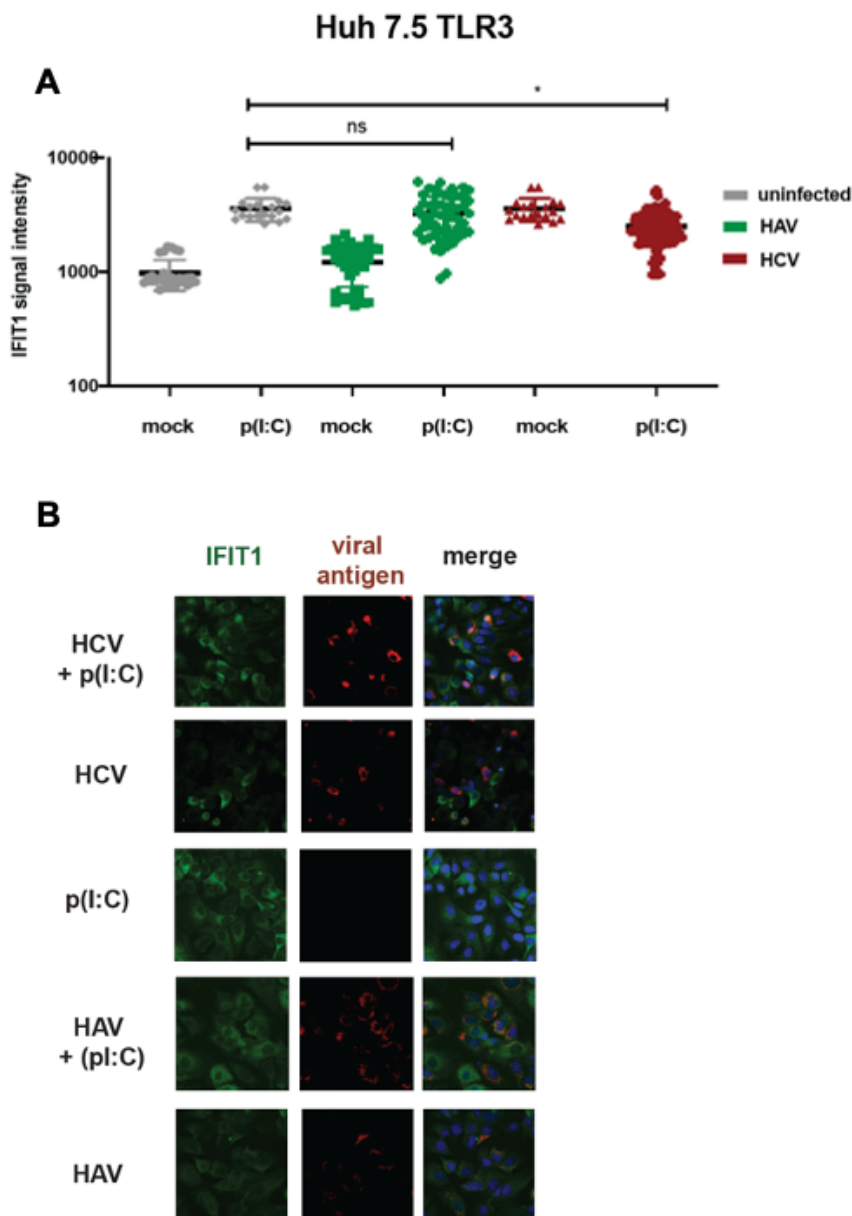 Huh 7.5 TLR3
A
*
ns
10000
1000
100
IFIT1 signal intensity
uninfected
HAV
HCV
mock
p(I:C)
mock
p(I:C)
mock
p(I:C)
B
IFIT1
viral
antigen
merge
HCV
+ p(I:C)
HCV
p(I:C)
HAV
+ (pI:C)
HAV